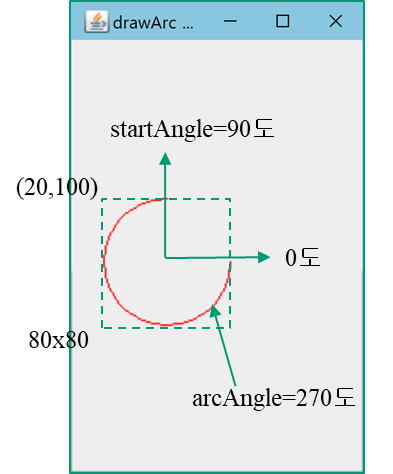 drawArc ...
startAngle=90도
(20,100)
0도
80x80
arcAngle=270도